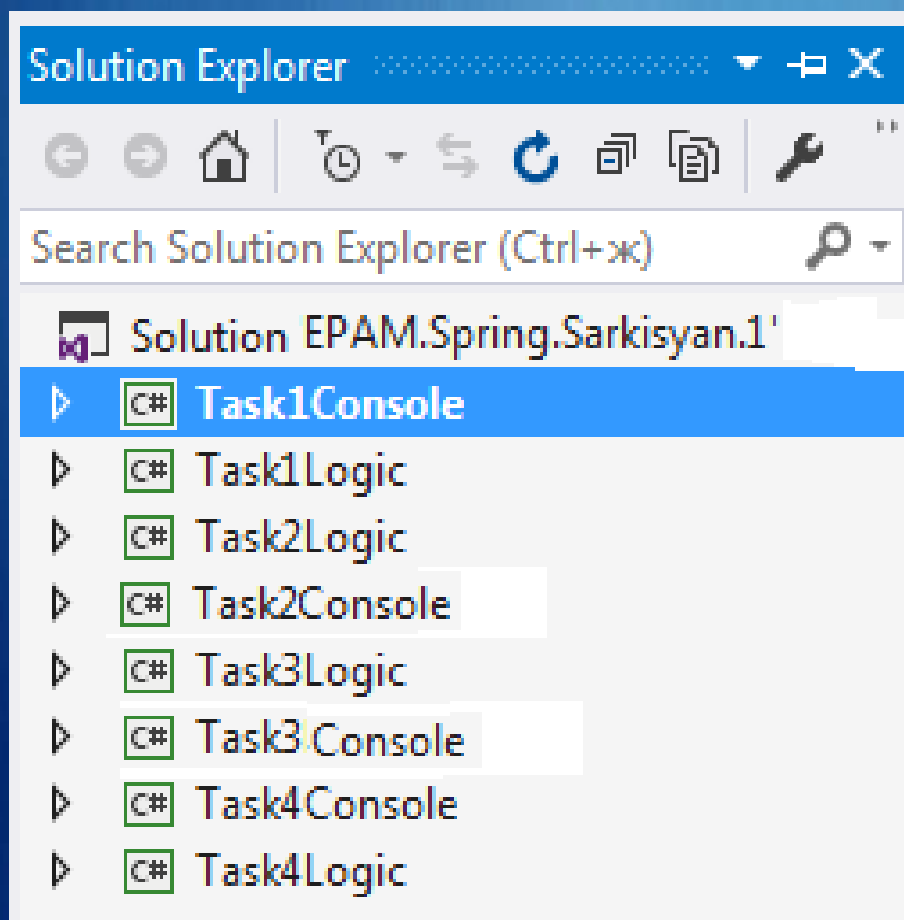 Solution Explorer
Search Solution Explorer (Ctrl+ж)
Solution 'EPAM.Spring.Sarkisyan.1'
C# Task1Console
C# Task1Logic
C# Task2Logic
C# Task2Console
C# Task3Logic
C# Task3 Console
C# Task4Console
C# Task4Logic